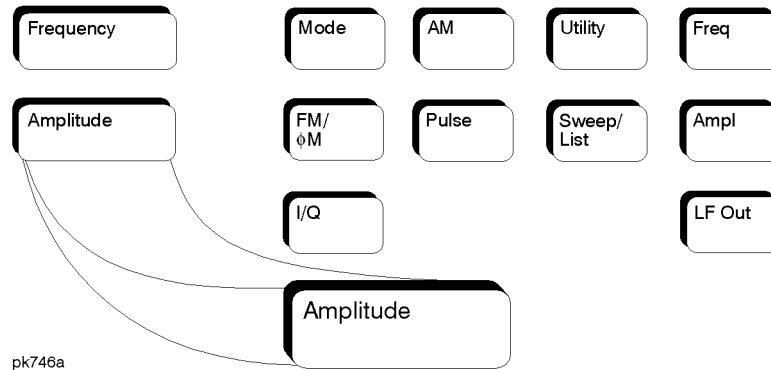 Frequency
Mode
AM
Utility
Freq
Amplitude
FM/
ϕM
Pulse
Sweep/
List
Ampl
I/Q
LF Out
Amplitude
pk746a